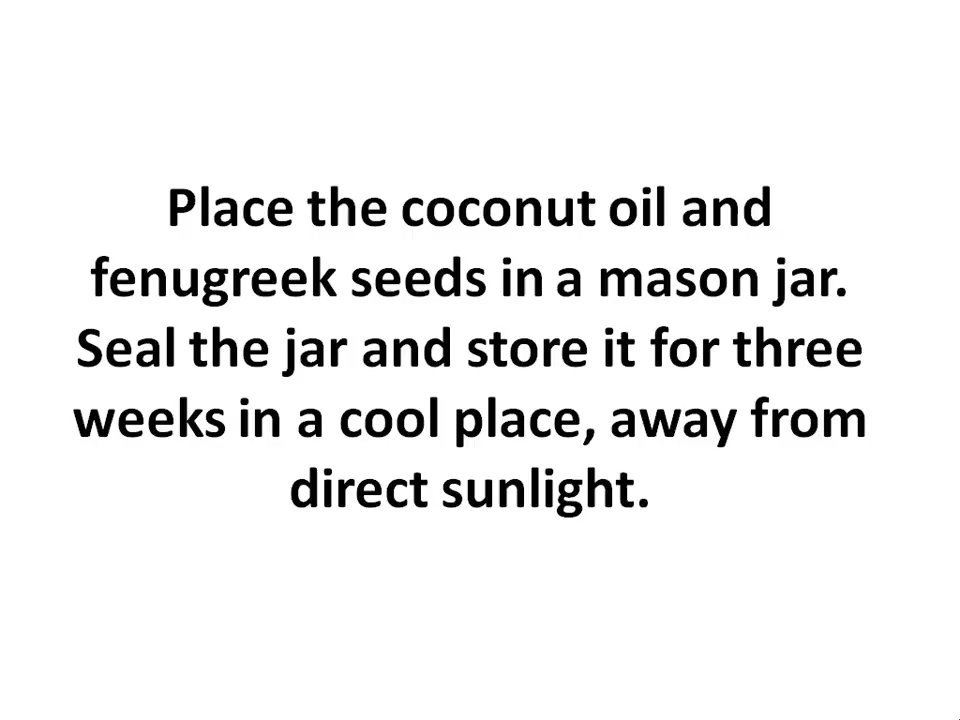 Place the coconut oil and
fenugreek seeds in a mason jar.
Seal the jar and store it for three
weeks in a cool place, away from
direct sunlight.